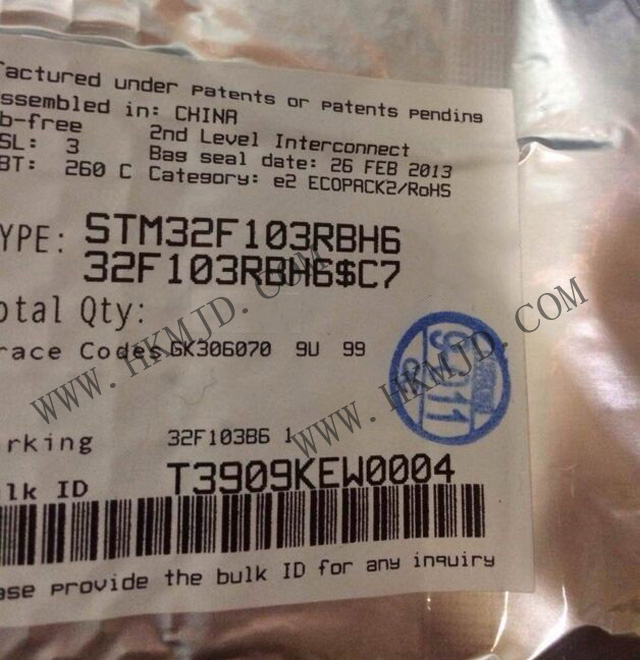 factured under patents or patents pending
ssembled in: CHINA
b-free 2nd Level Interconnect
SL: 3 Bag seal date: 26 FEB 2013
BT: 260 C Category: e2 ECOPACK2/RoHS
YPE: STM32F103RBH6
32F103RBH6$C7
otal Qty:
race Codes GK306070 9U 99
rking 32F103B6 1
lk ID T3909KEW0004
ase provide the bulk ID for any inquiry
WWW.HKMJD.COM
WWW.HKMJD.COM